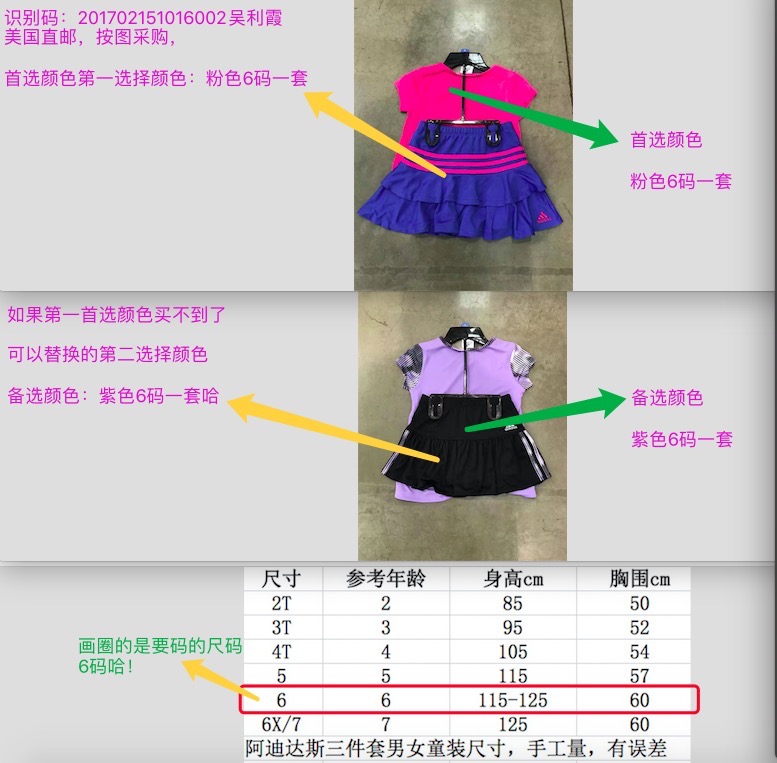 识别码：201702151016002吴利霞
美国直邮，按图采购，
首选颜色第一选择颜色：粉色6码一套
首选颜色
粉色6码一套
如果第一首选颜色买不到了
可以替换的第二选择颜色
备选颜色：紫色6码一套哈
备选颜色
紫色6码一套
画圈的是要码的尺码
6码哈！
尺寸 参考年龄 身高cm 胸围cm
2T 2 85 50
3T 3 95 52
4T 4 105 54
5 5 115 57
6 6 115-125 60
6X/7 7 125 60
阿迪达斯三件套男女童装尺寸，手工量，有误差